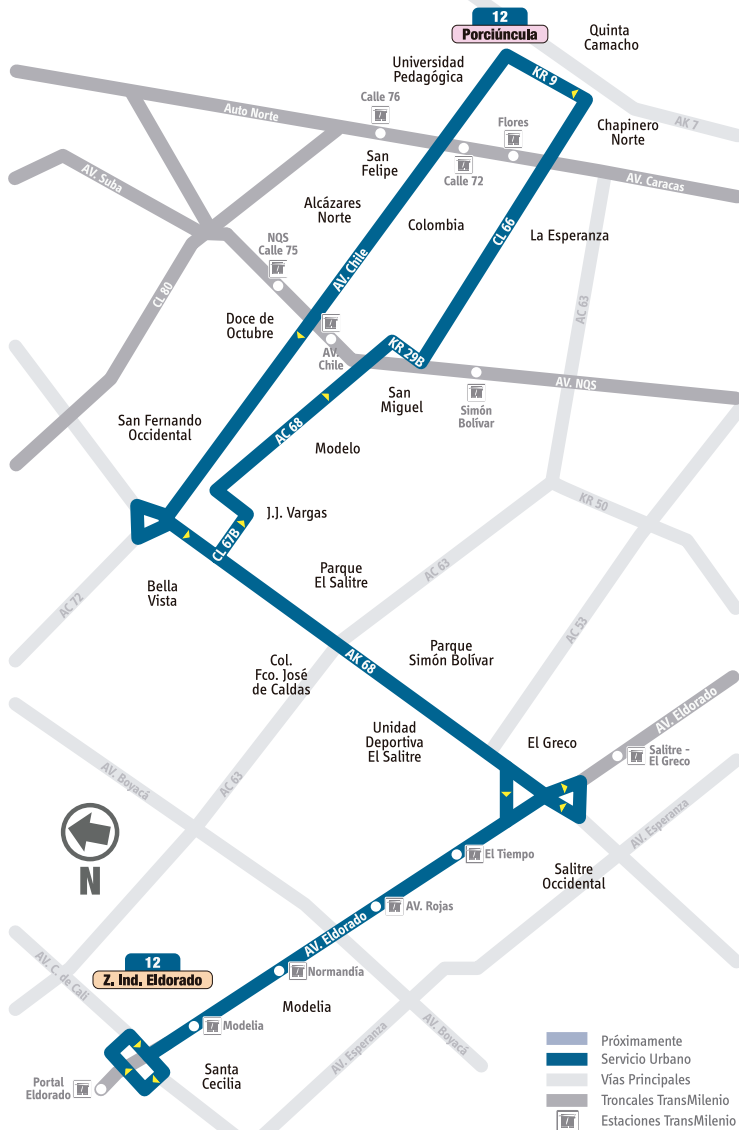 12
Porciúncula
Quinta
Camacho
Universidad
Pedagógica
KR 9
Calle 76
Auto Norte
Flores
AK 7
Chapinero
Norte
San
Felipe
Calle 72
AV. Suba
AV. Caracas
Alcázares
Norte
Colombia
CL 66
La Esperanza
NQS
Calle 75
AV. Chile
CL 80
AC 63
Doce de
Octubre
AV.
Chile
KR 29B
AV. NQS
San
Miguel
Simón
Bolívar
San Fernando
Occidental
AC 68
Modelo
KR 50
J.J. Vargas
CL 67B
Bella
Vista
AC 72
Parque
El Salitre
AC 63
AC 53
AK 68
Parque
Simón Bolívar
Col.
Fco. José
de Caldas
Unidad
Deportiva
El Salitre
El Greco
AV. Eldorado
Salitre -
El Greco
AV. Boyacá
AC 63
AV. Esperanza
N
El Tiempo
Salitre
Occidental
AV. Rojas
AV. Eldorado
12
Z. Ind. Eldorado
AV. C. de Cali
Normandía
Modelia
Modelia
AV. Boyacá
AV. Esperanza
Santa
Cecilia
Portal
Eldorado
Próximamente
Servicio Urbano
Vías Principales
Troncales TransMilenio
Estaciones TransMilenio